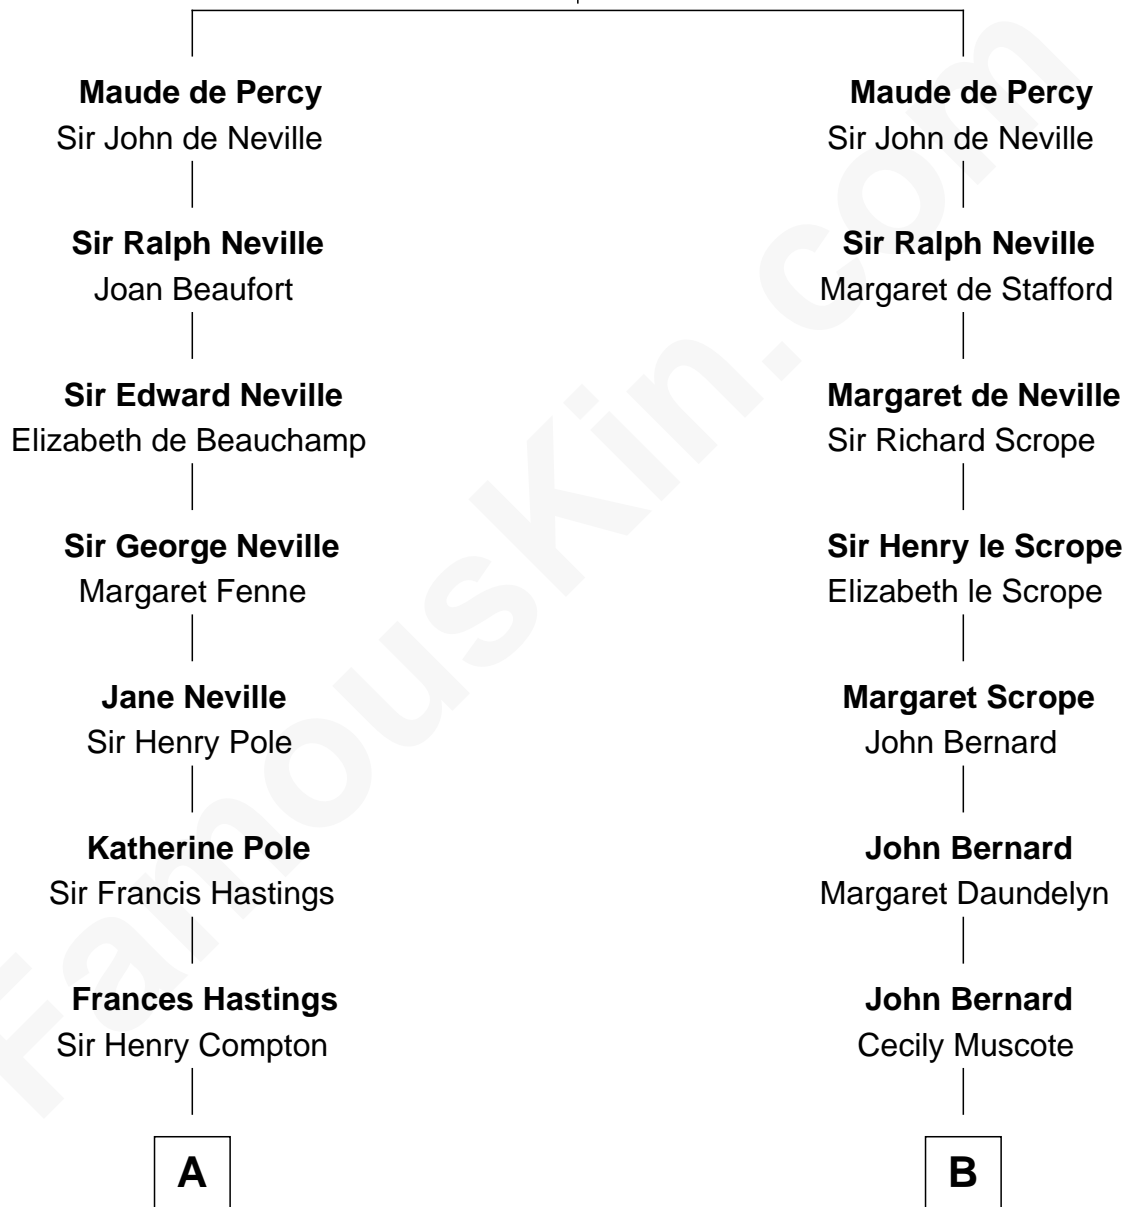 Maude de Percy
Sir John de Neville
Sir Ralph Neville
Joan Beaufort
Sir Edward Neville
Elizabeth de Beauchamp
Sir George Neville
Margaret Fenne
Jane Neville
Sir Henry Pole
Katherine Pole
Sir Francis Hastings
Frances Hastings
Sir Henry Compton
A
Maude de Percy
Sir John de Neville
Sir Ralph Neville
Margaret de Stafford
Margaret de Neville
Sir Richard Scrope
Sir Henry le Scrope
Elizabeth le Scrope
Margaret Scrope
John Bernard
John Bernard
Margaret Daundelyn
John Bernard
Cecily Muscote
B
FamousKin.com